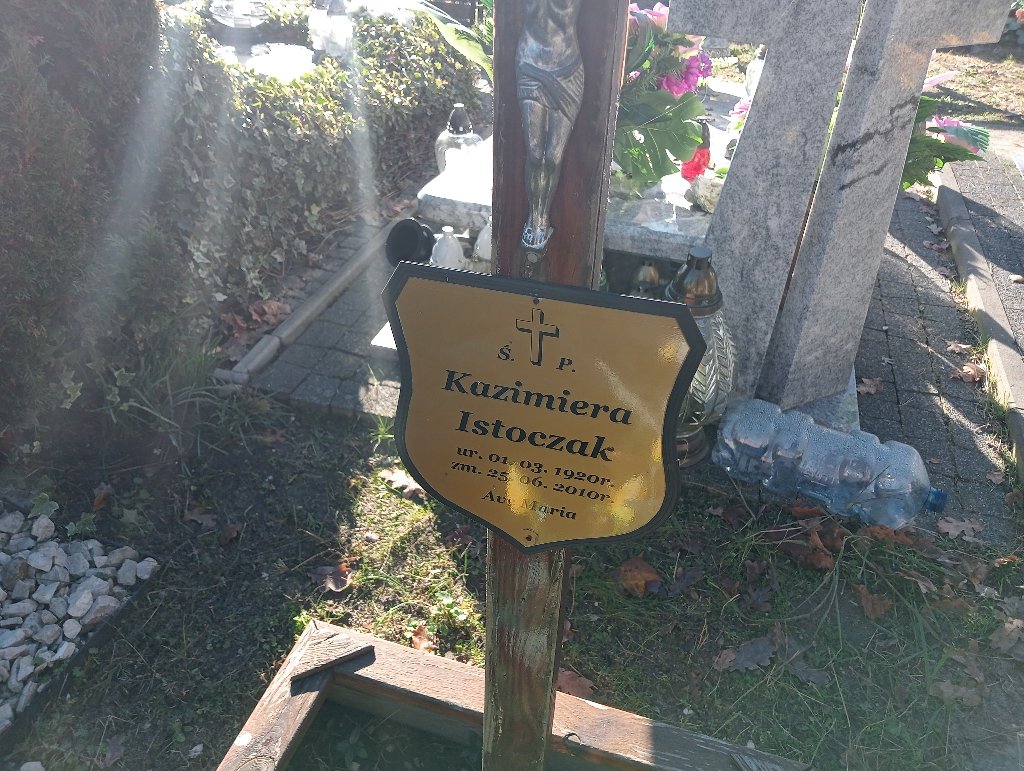 Ś. P.
Kazimiera
Istoczak
ur. 01. 03. 1920r.
zm. 25. 06. 2010r.
Ave Maria